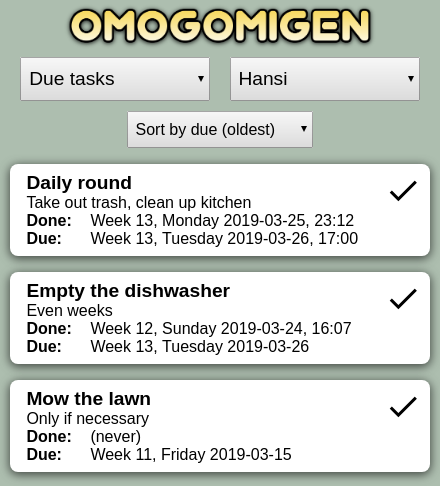 OMOGOMIGEN
Due tasks
Hansi
Sort by due (oldest)
Daily round
Take out trash, clean up kitchen
Done: Week 13, Monday 2019-03-25, 23:12
Due: Week 13, Tuesday 2019-03-26, 17:00
Empty the dishwasher
Even weeks
Done: Week 12, Sunday 2019-03-24, 16:07
Due: Week 13, Tuesday 2019-03-26
Mow the lawn
Only if necessary
Done: (never)
Due: Week 11, Friday 2019-03-15